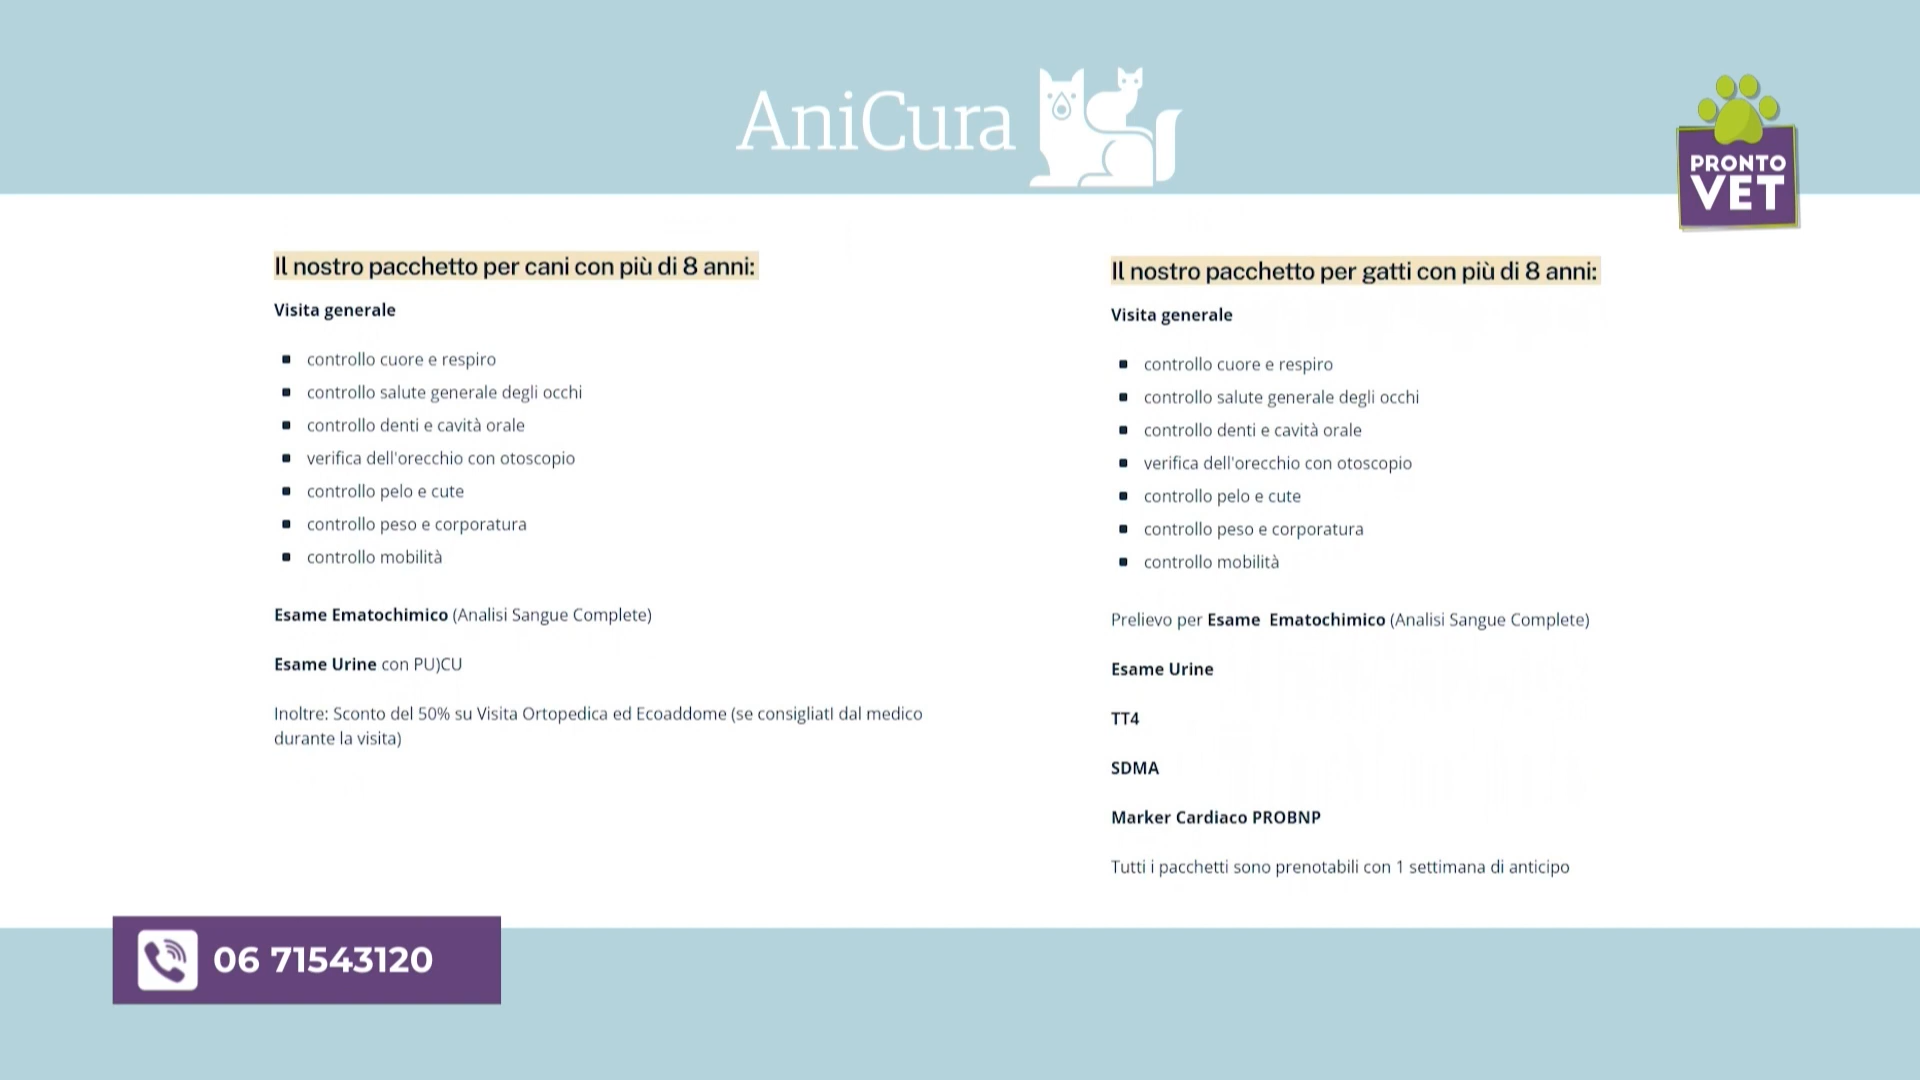 AniCura
PRONTO
VET
Il nostro pacchetto per cani con più di 8 anni:
Visita generale
controllo cuore e respiro
controllo salute generale degli occhi
controllo denti e cavità orale
verifica dell'orecchio con otoscopio
controllo pelo e cute
controllo peso e corporatura
controllo mobilità
Esame Ematochimico (Analisi Sangue Complete)
Esame Urine con PU)CU
Inoltre: Sconto del 50% su Visita Ortopedica ed Ecoaddome (se consigliatI dal medico
durante la visita)
Il nostro pacchetto per gatti con più di 8 anni:
Visita generale
controllo cuore e respiro
controllo salute generale degli occhi
controllo denti e cavità orale
verifica dell'orecchio con otoscopio
controllo pelo e cute
controllo peso e corporatura
controllo mobilità
Prelievo per Esame Ematochimico (Analisi Sangue Complete)
Esame Urine
TT4
SDMA
Marker Cardiaco PROBNP
Tutti i pacchetti sono prenotabili con 1 settimana di anticipo
06 71543120